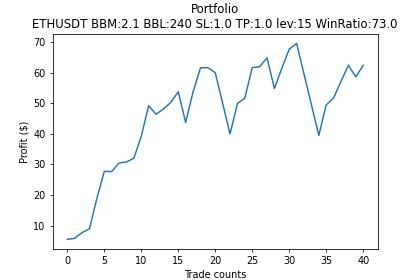 Portfolio
ETHUSDT BBM:2.1 BBL:240 SL:1.0 TP:1.0 lev:15 WinRatio:73.0
70
60
50
40
30
20
10
Profit ($)
0 5 10 15 20 25 30 35 40
Trade counts